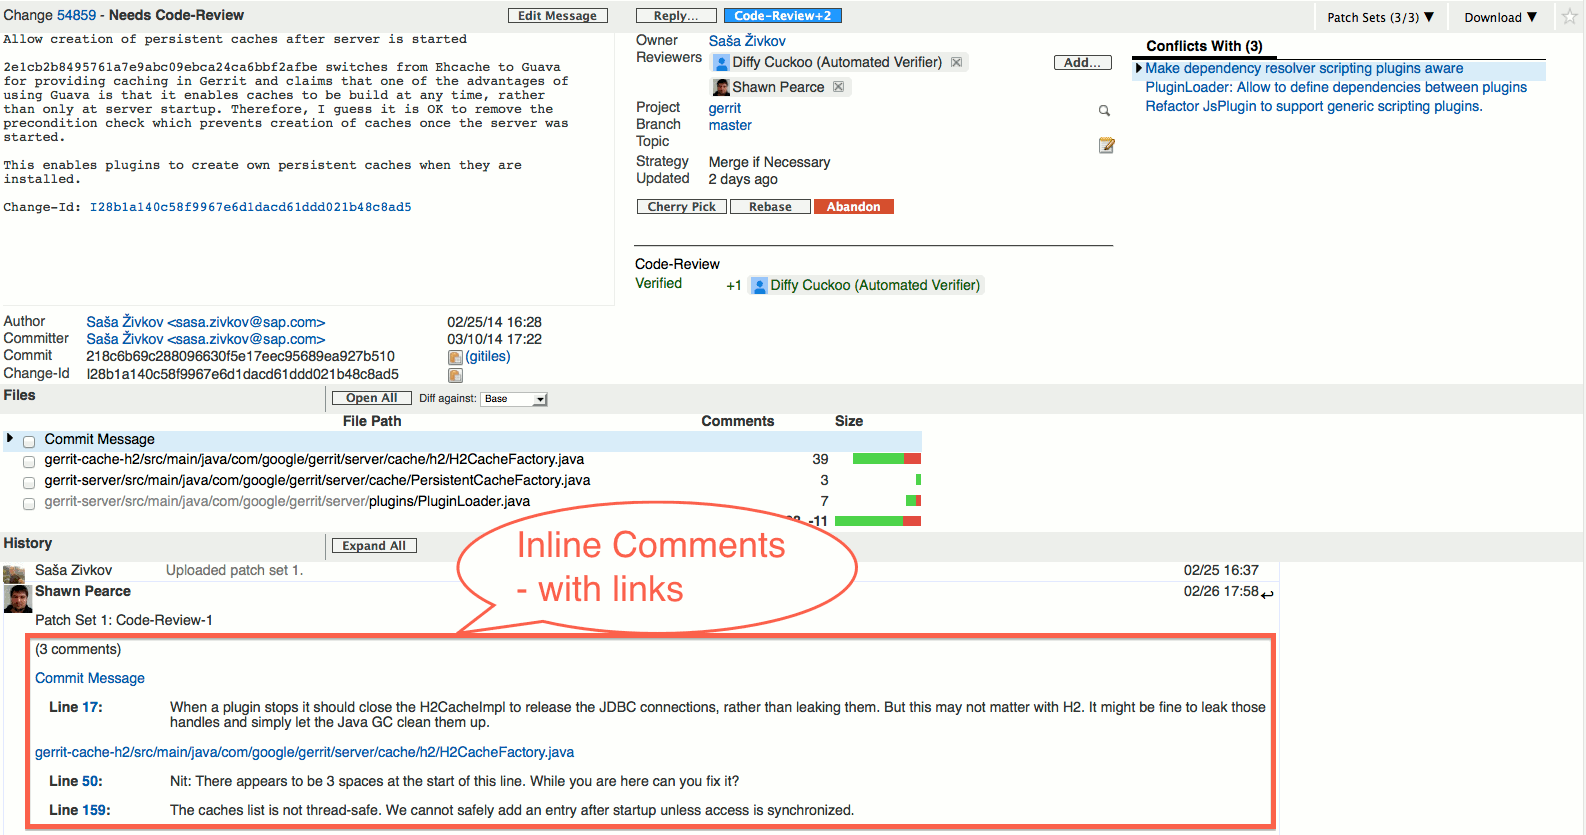 Change 54859 - Needs Code-Review
Edit Message
Reply...
Code-Review+2
Patch Sets (3/3) ▼
Download ▼
Allow creation of persistent caches after server is started
2e1cb2b8495761a7e9abc09ebca24ca6bbf2afbe switches from Ehcache to Guava
for providing caching in Gerrit and claims that one of the advantages of
using Guava is that it enables caches to be build at any time, rather
than only at server startup. Therefore, I guess it is OK to remove the
precondition check which prevents creation of caches once the server was
started.
This enables plugins to create own persistent caches when they are
installed.
Change-Id: I28b1a140c58f9967e6d1dacd61ddd021b48c8ad5
Owner Saša Živkov
Reviewers Diffy Cuckoo (Automated Verifier)
Add...
Shawn Pearce
Project gerrit
Branch master
Topic
Strategy Merge if Necessary
Updated 2 days ago
Cherry Pick
Rebase
Abandon
Code-Review
Verified +1 Diffy Cuckoo (Automated Verifier)
Conflicts With (3)
Make dependency resolver scripting plugins aware
PluginLoader: Allow to define dependencies between plugins
Refactor JsPlugin to support generic scripting plugins.
Author Saša Živkov <sasa.zivkov@sap.com> 02/25/14 16:28
Committer Saša Živkov <sasa.zivkov@sap.com> 03/10/14 17:22
Commit 218c6b69c288096630f5e17eec95689ea927b510 (gitiles)
Change-Id I28b1a140c58f9967e6d1dacd61ddd021b48c8ad5
Files
Open All
Diff against: Base
File Path Comments Size
Commit Message
gerrit-cache-h2/src/main/java/com/google/gerrit/server/cache/h2/H2CacheFactory.java 39
gerrit-server/src/main/java/com/google/gerrit/server/cache/PersistentCacheFactory.java 3
gerrit-server/src/main/java/com/google/gerrit/server/plugins/PluginLoader.java 7
-11
History
Expand All
Inline Comments
- with links
Saša Zivkov Uploaded patch set 1. 02/25 16:37
Shawn Pearce 02/26 17:58
Patch Set 1: Code-Review-1
(3 comments)
Commit Message
Line 17: When a plugin stops it should close the H2CacheImpl to release the JDBC connections, rather than leaking them. But this may not matter with H2. It might be fine to leak those
handles and simply let the Java GC clean them up.
gerrit-cache-h2/src/main/java/com/google/gerrit/server/cache/h2/H2CacheFactory.java
Line 50: Nit: There appears to be 3 spaces at the start of this line. While you are here can you fix it?
Line 159: The caches list is not thread-safe. We cannot safely add an entry after startup unless access is synchronized.